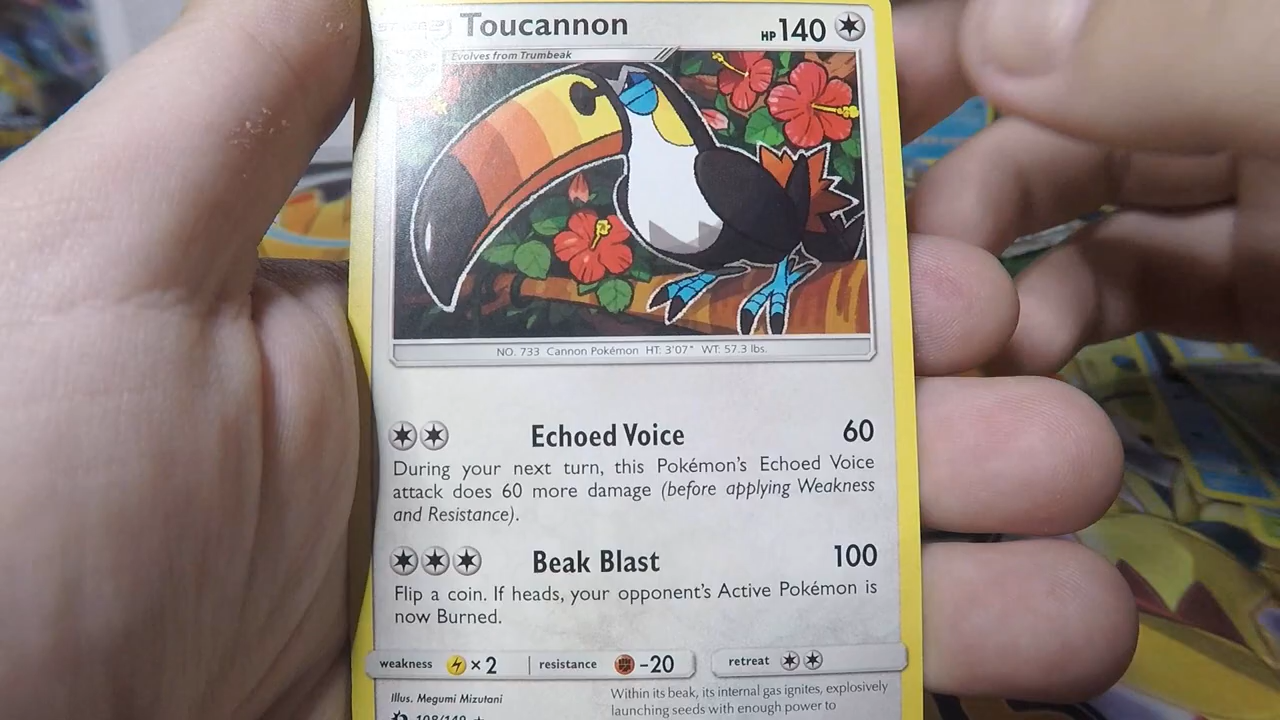 Toucannon
HP 140
Evolves from Trumbeak
NO. 733 Cannon Pokémon HT: 3'07" WT: 57.3 lbs.
Echoed Voice 60
During your next turn, this Pokémon's Echoed Voice
attack does 60 more damage (before applying Weakness
and Resistance).
Beak Blast 100
Flip a coin. If heads, your opponent's Active Pokémon is
now Burned.
weakness ×2 resistance -20 retreat
Illus. Megumi Mizutani
Within its beak, its internal gas ignites, explosively
launching seeds with enough power to